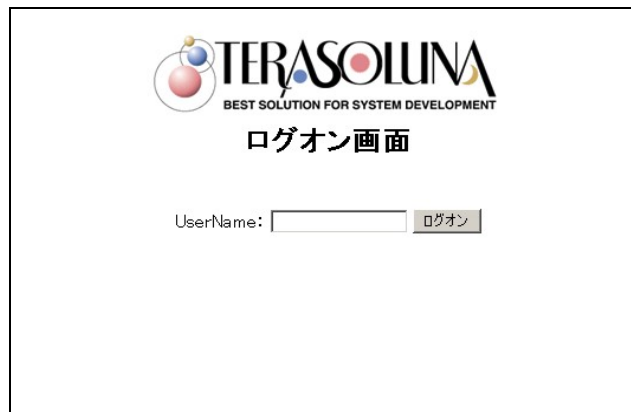 TERASOLUNA
BEST SOLUTION FOR SYSTEM DEVELOPMENT
ログオン画面
UserName: ログオン